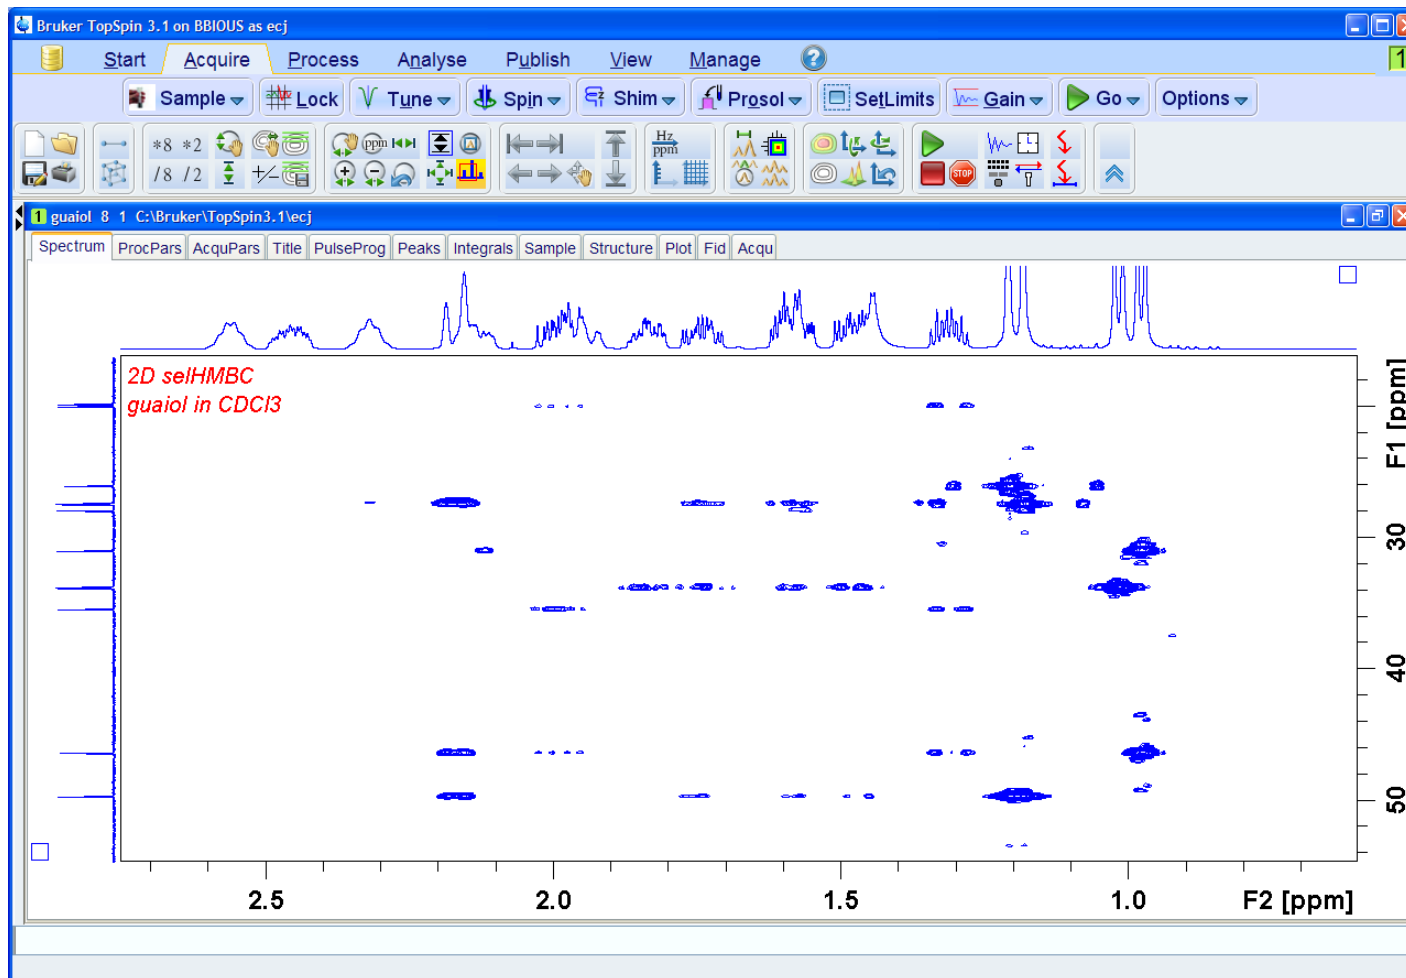 Bruker TopSpin 3.1 on BBIOUS as ecj
Start Acquire Process Analyse Publish View Manage ? 1
Sample Lock Tune Spin Shim Prosol SetLimits Gain Go Options
*8 *2 ppm Hz ppm
/8 /2 +/− STOP
1 guaiol 8 1 C:\Bruker\TopSpin3.1\ecj
Spectrum ProcPars AcquPars Title PulseProg Peaks Integrals Sample Structure Plot Fid Acqu
2D selHMBC
guaiol in CDCl3
F1 [ppm]
30
40
50
2.5 2.0 1.5 1.0 F2 [ppm]